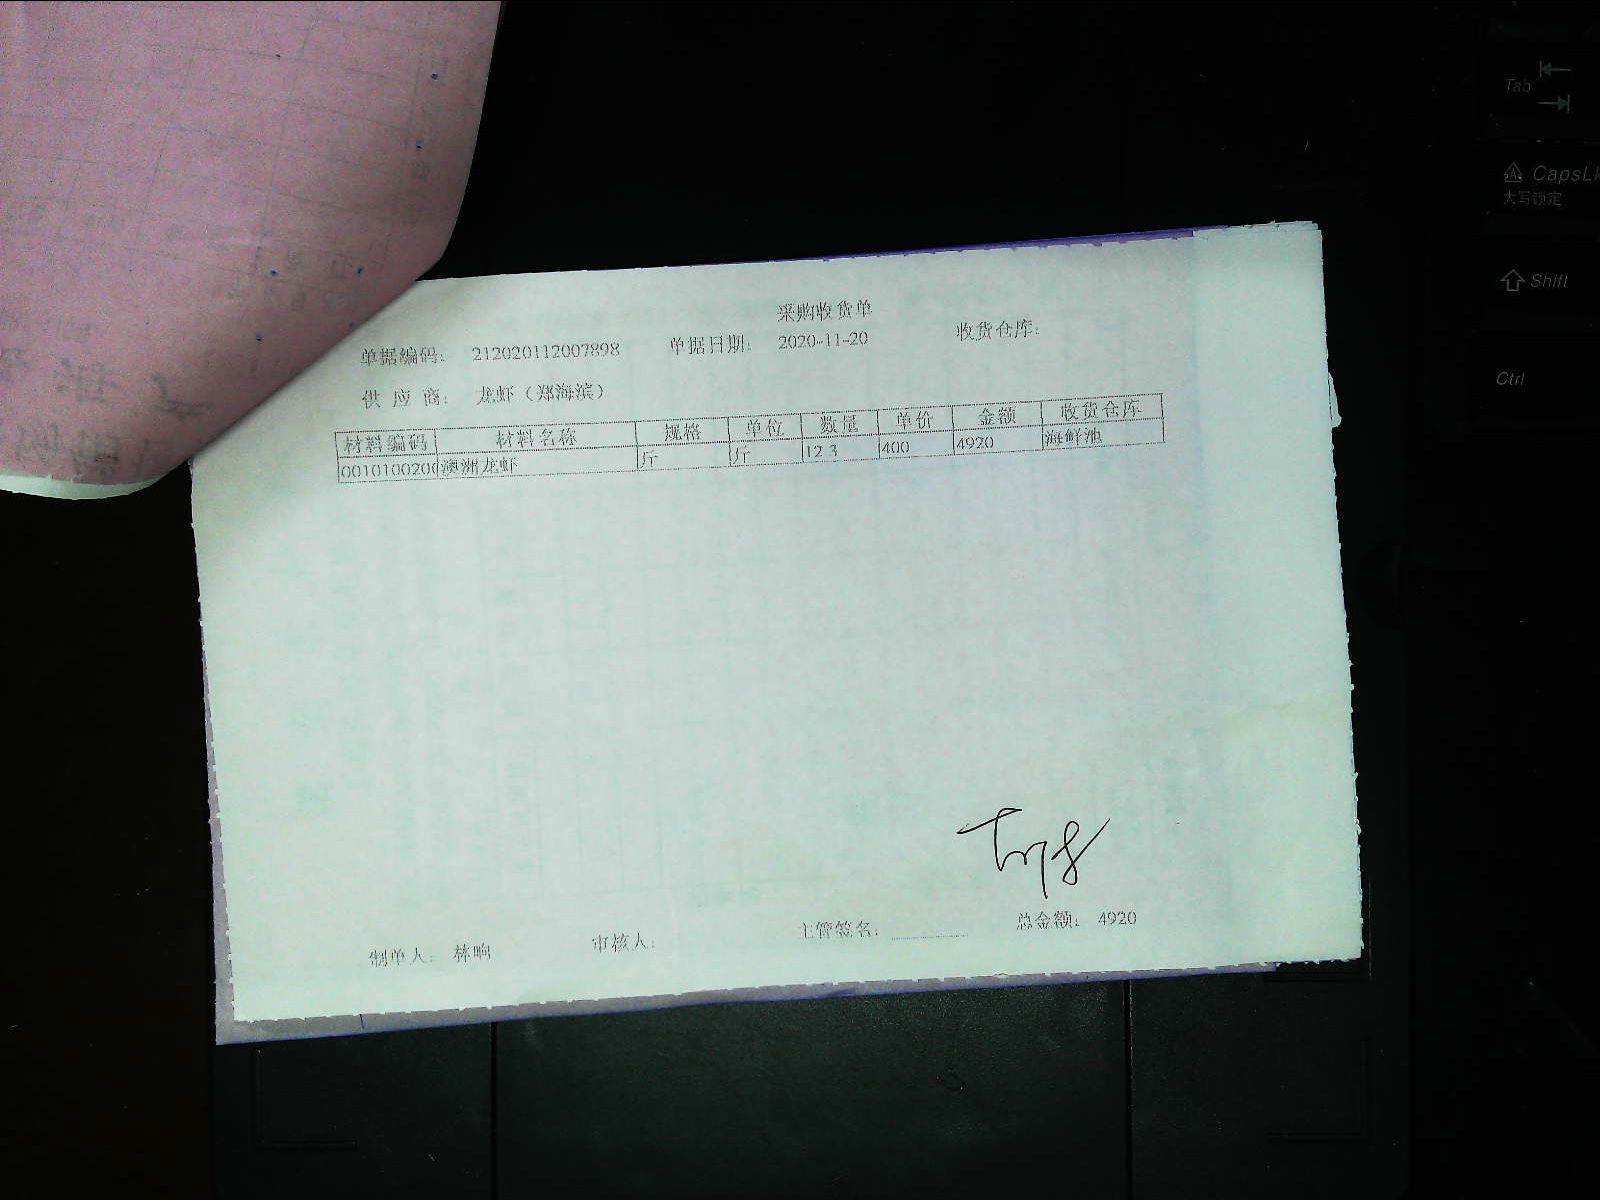 采购收货单
单据编码： 212020112007898 单据日期： 2020-11-20 收货仓库：
供 应 商： 龙虾（郑海滨）
材料编码 材料名称 规格 单位 数量 单价 金额 收货仓库
0010100200 澳洲龙虾 斤 斤 12.3 400 4920 海鲜池
制单人： 林晌 审核人： 主管签名： 总金额： 4920
Tab
CapsLk
大写锁定
Shift
Ctrl